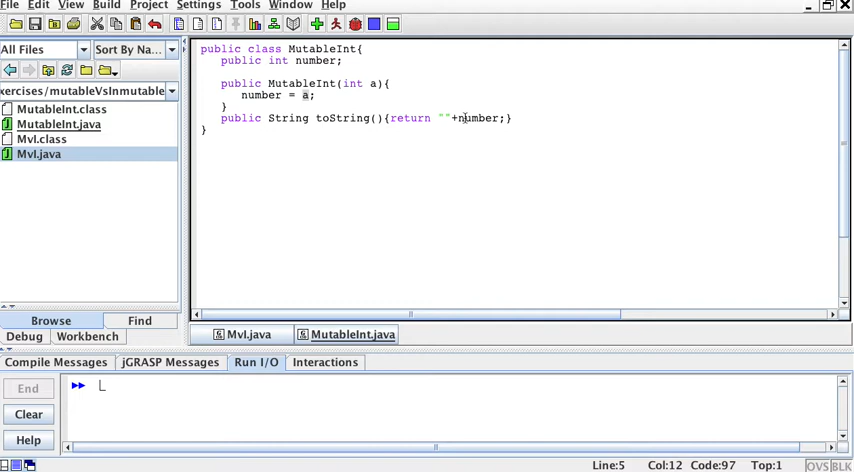 File Edit View Build Project Settings Tools Window Help
All Files Sort By Na...
xercises/mutableVsInmutable
MutableInt.class
MutableInt.java
MvI.class
MvI.java
Browse Find
Debug Workbench
public class MutableInt{
public int number;
public MutableInt(int a){
number = a;
}
public String toString(){return ""+number;}
}
MvI.java MutableInt.java
Compile Messages jGRASP Messages Run I/O Interactions
End
Clear
Help
Line:5 Col:12 Code:97 Top:1 OVS BLK